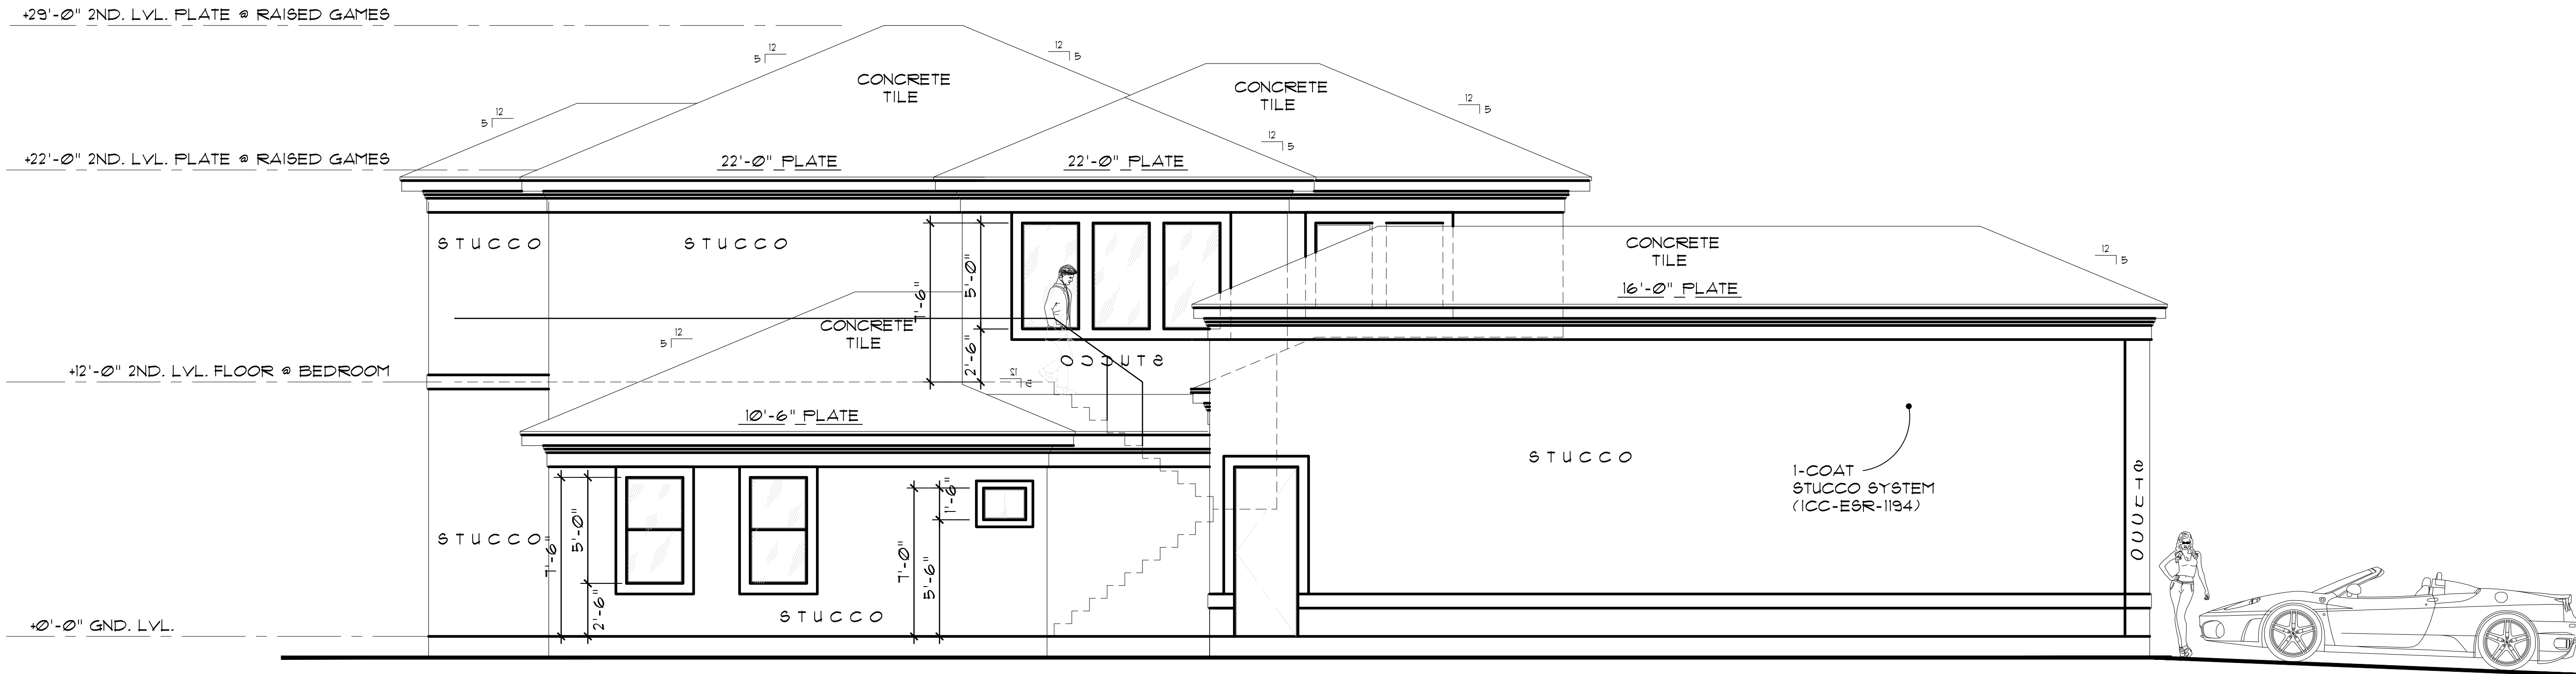 +29'-0" 2ND. LVL. PLATE @ RAISED GAMES
12
5
12
5
CONCRETE
TILE
CONCRETE
TILE
12
5
12
5
12
5
+22'-0" 2ND. LVL. PLATE @ RAISED GAMES
22'-0" PLATE
22'-0" PLATE
STUCCO
STUCCO
CONCRETE
TILE
12
5
16'-0" PLATE
7'-6"
5'-0"
2'-6"
CONCRETE
TILE
12
5
STUCCO
+12'-0" 2ND. LVL. FLOOR @ BEDROOM
12
5
10'-6" PLATE
STUCCO
1-COAT
STUCCO SYSTEM
(ICC-ESR-1194)
STUCCO
STUCCO
7'-6"
5'-0"
2'-6"
7'-0"
5'-6"
1'-6"
STUCCO
+0'-0" GND. LVL.